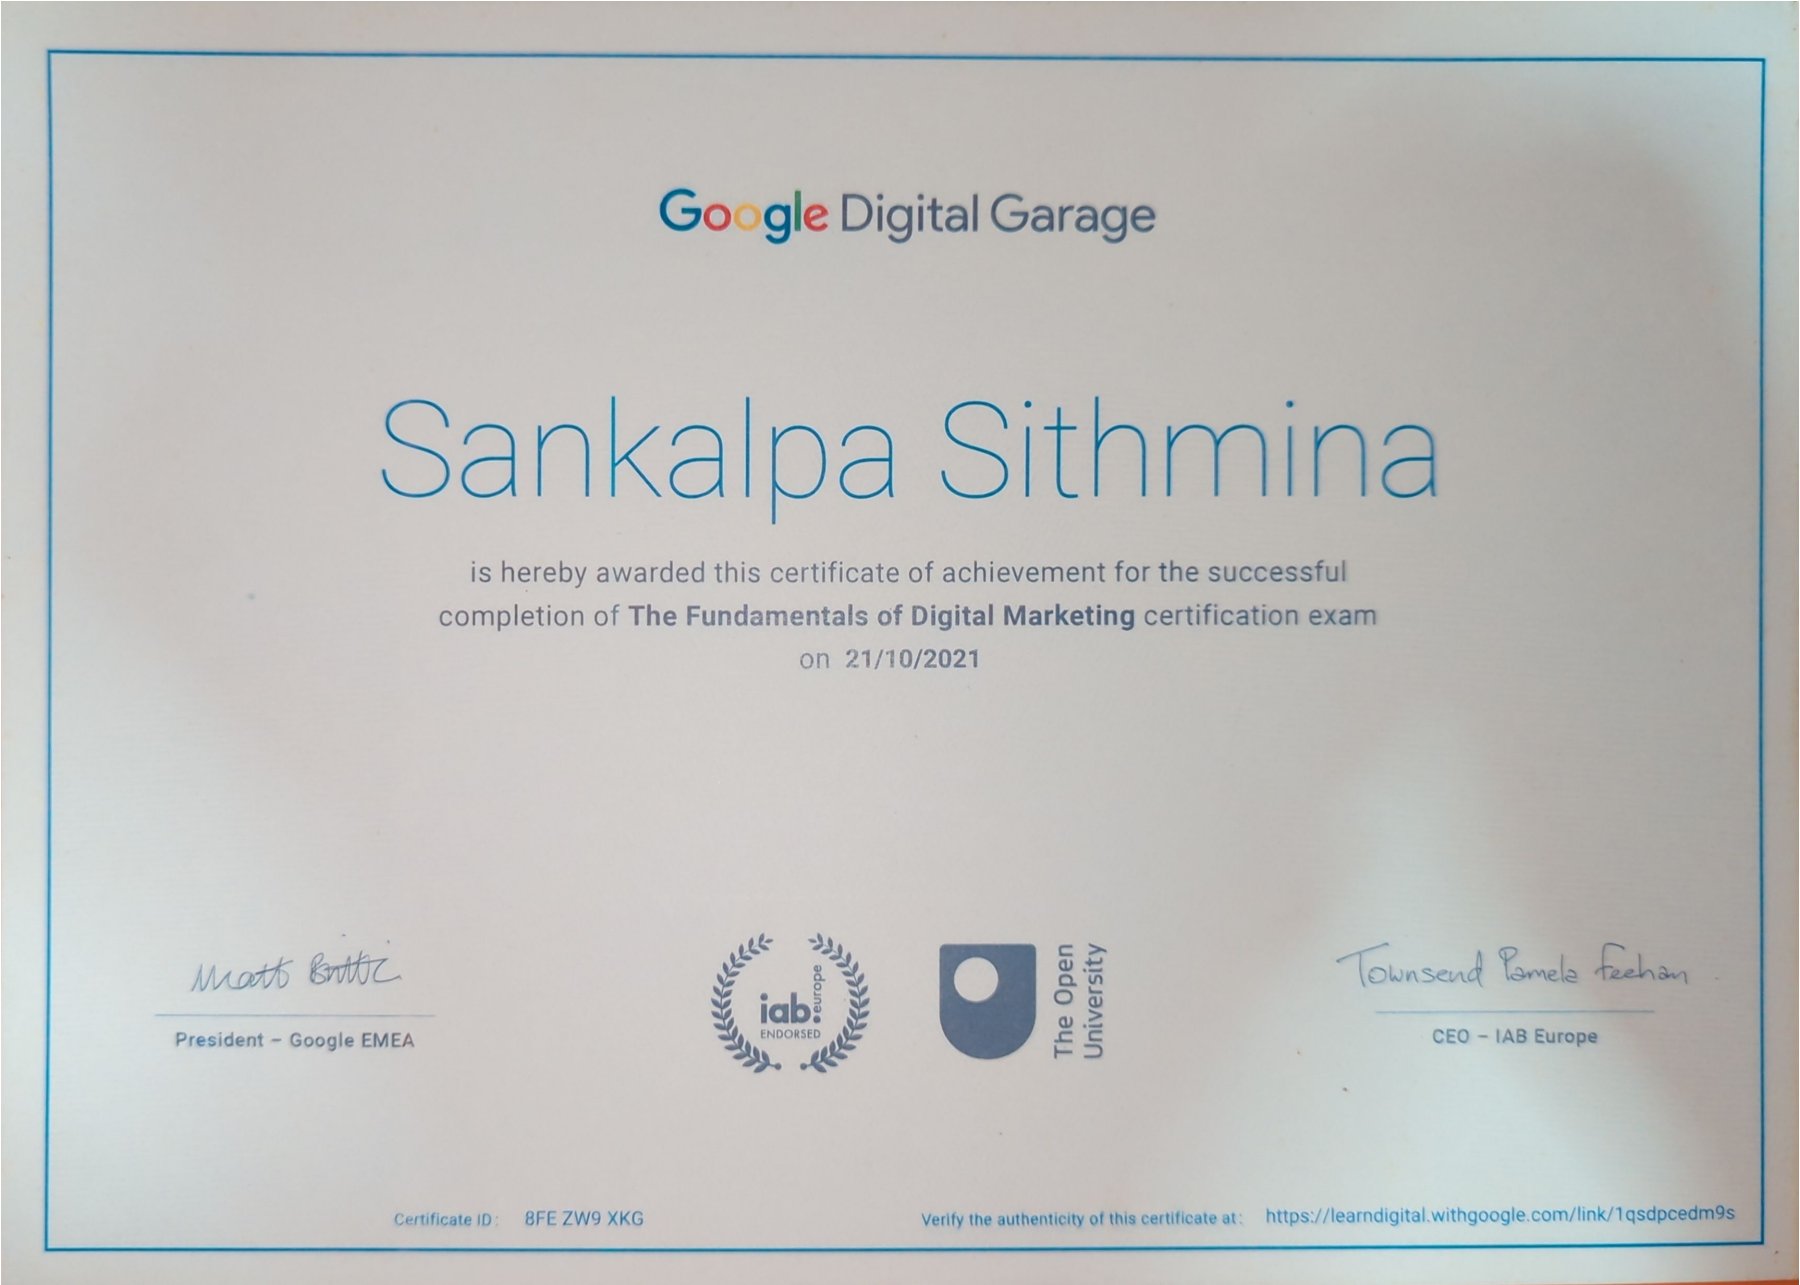 Google Digital Garage
Sankalpa Sithmina
is hereby awarded this certificate of achievement for the successful
completion of The Fundamentals of Digital Marketing certification exam
on 21/10/2021
Matt Brittin
President – Google EMEA
iab.
europe
ENDORSED
The Open
University
Townsend Pamela Feehan
CEO – IAB Europe
Certificate ID : 8FE ZW9 XKG
Verify the authenticity of this certificate at : https://learndigital.withgoogle.com/link/1qsdpcedm9s